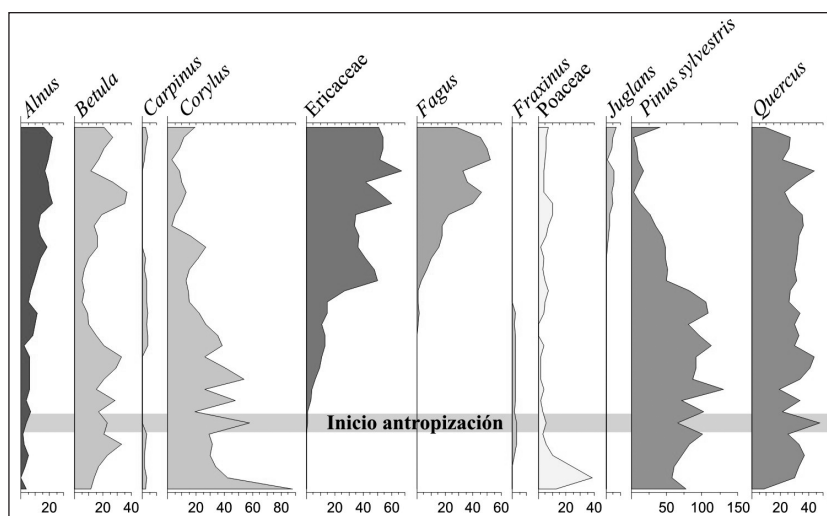 Alnus
Betula
Carpinus
Corylus
Ericaceae
Fagus
Fraxinus
Poaceae
Juglans
Pinus sylvestris
Quercus
Inicio antropización
20
20
40
20
40
60
80
20
40
60
20
40
60
20
40
50
100
150
20
40